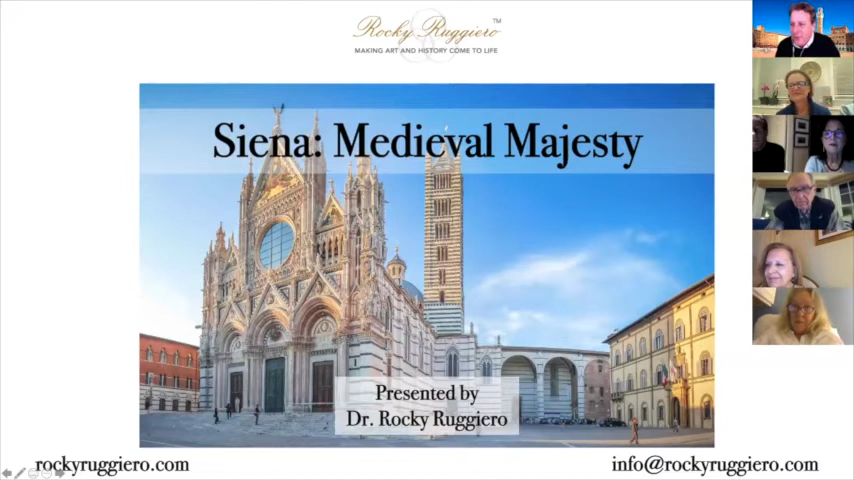 Rocky Ruggiero™
MAKING ART AND HISTORY COME TO LIFE
Siena: Medieval Majesty
Presented by
Dr. Rocky Ruggiero
rockyruggiero.com
info@rockyruggiero.com